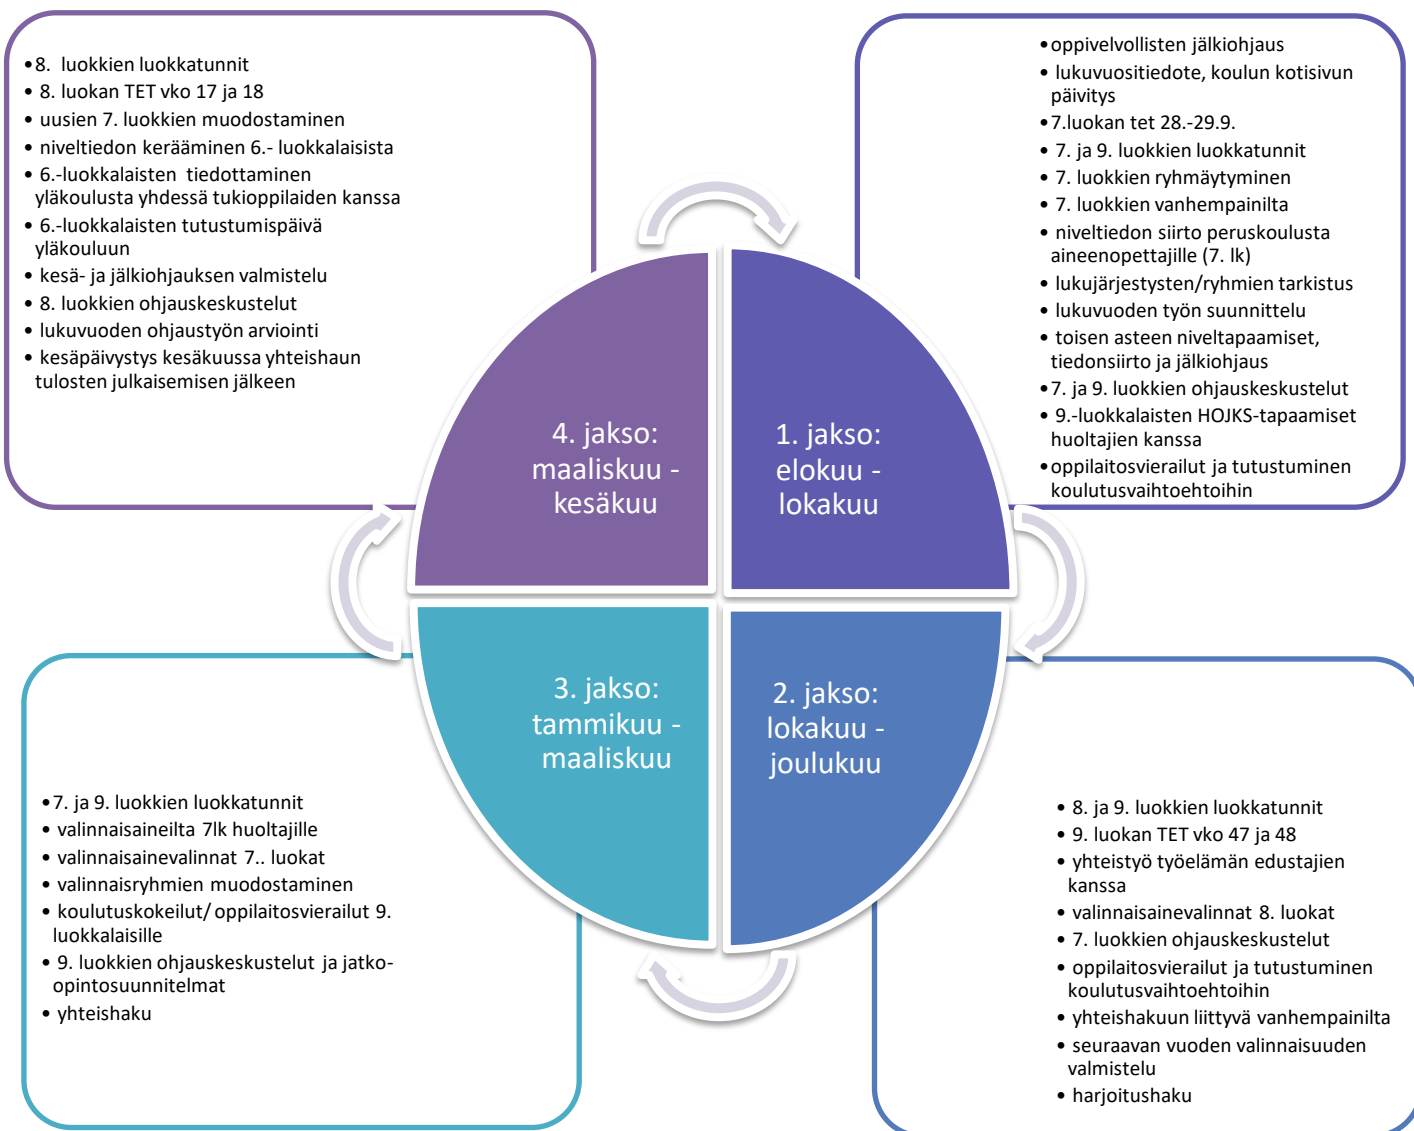 •8.  luokkien luokkatunnit
• 8. luokan TET vko 17 ja 18
• uusien 7. luokkien muodostaminen
• niveltiedon kerääminen 6.- luokkalaisista
• 6.-luokkalaisten  tiedottaminen
yläkoulusta yhdessä tukioppilaiden kanssa
• 6.-luokkalaisten tutustumispäivä
yläkouluun
• kesä- ja jälkiohjauksen valmistelu
• 8. luokkien ohjauskeskustelut
• lukuvuoden ohjaustyön arviointi
• kesäpäivystys kesäkuussa yhteishaun
tulosten julkaisemisen jälkeen
•oppivelvollisten jälkiohjaus
• lukuvuositiedote, koulun kotisivun
päivitys
•7.luokan tet 28.-29.9.
• 7. ja 9. luokkien luokkatunnit
• 7. luokkien ryhmäytyminen
• 7. luokkien vanhempainilta
• niveltiedon siirto peruskoulusta
aineenopettajille (7. lk)
• lukujärjestysten/ryhmien tarkistus
• lukuvuoden työn suunnittelu
• toisen asteen niveltapaamiset,
tiedonsiirto ja jälkiohjaus
•7. ja 9. luokkien ohjauskeskustelut
• 9.-luokkalaisten HOJKS-tapaamiset
huoltajien kanssa
•oppilaitosvierailut ja tutustuminen
koulutusvaihtoehtoihin
4. jakso:
maaliskuu -
kesäkuu
1. jakso:
elokuu -
lokakuu
3. jakso:
tammikuu -
maaliskuu
2. jakso:
lokakuu -
joulukuu
•7. ja 9. luokkien luokkatunnit
• valinnaisaineilta 7lk huoltajille
• valinnaisainevalinnat 7.. luokat
• valinnaisryhmien muodostaminen
• koulutuskokeilut/ oppilaitosvierailut 9.
luokkalaisille
• 9. luokkien ohjauskeskustelut ja jatko-
opintosuunnitelmat
• yhteishaku
• 8. ja 9. luokkien luokkatunnit
• 9. luokan TET vko 47 ja 48
• yhteistyö työelämän edustajien
kanssa
• valinnaisainevalinnat 8. luokat
• 7. luokkien ohjauskeskustelut
• oppilaitosvierailut ja tutustuminen
koulutusvaihtoehtoihin
• yhteishakuun liittyvä vanhempainilta
• seuraavan vuoden valinnaisuuden
valmistelu
• harjoitushaku